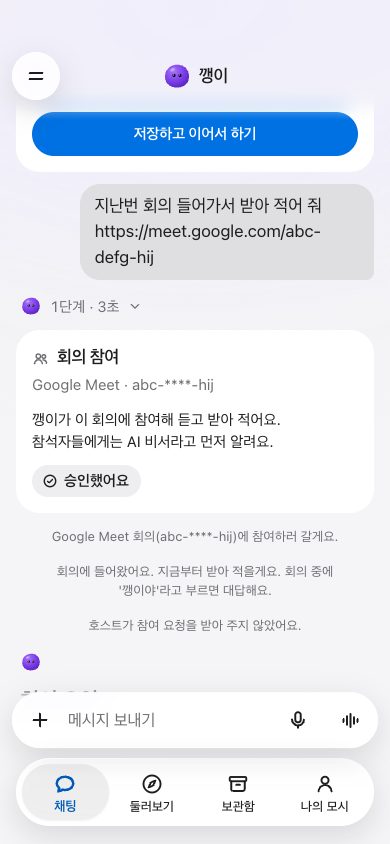 깽이
저장하고 이어서 하기
지난번 회의 들어가서 받아 적어 줘
https://meet.google.com/abc-
defg-hij
1단계 · 3초
회의 참여
Google Meet · abc-****-hij
깽이가 이 회의에 참여해 듣고 받아 적어요.
참석자들에게는 AI 비서라고 먼저 알려요.
승인했어요
Google Meet 회의(abc-****-hij)에 참여하러 갈게요.
회의에 들어왔어요. 지금부터 받아 적을게요. 회의 중에
'깽이야'라고 부르면 대답해요.
호스트가 참여 요청을 받아 주지 않았어요.
메시지 보내기
채팅
둘러보기
보관함
나의 모시